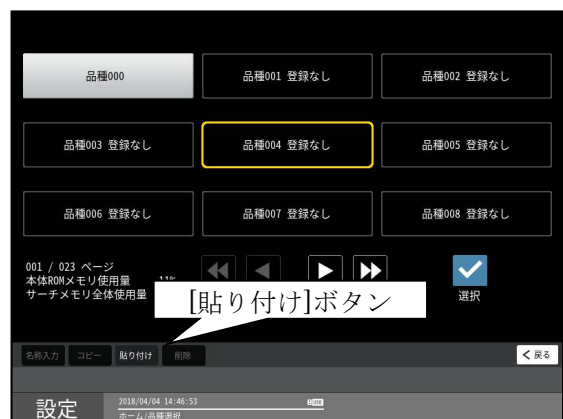 品種000
品種001 登録なし
品種002 登録なし
品種003 登録なし
品種004 登録なし
品種005 登録なし
品種006 登録なし
品種007 登録なし
品種008 登録なし
001 / 023 ページ
本体ROMメモリ使用量 11%
サーチメモリ全体使用量
選択
[貼り付け]ボタン
名称入力 コピー 貼り付け 削除
戻る
設定
2018/04/04 14:46:53
ホーム/品種選択